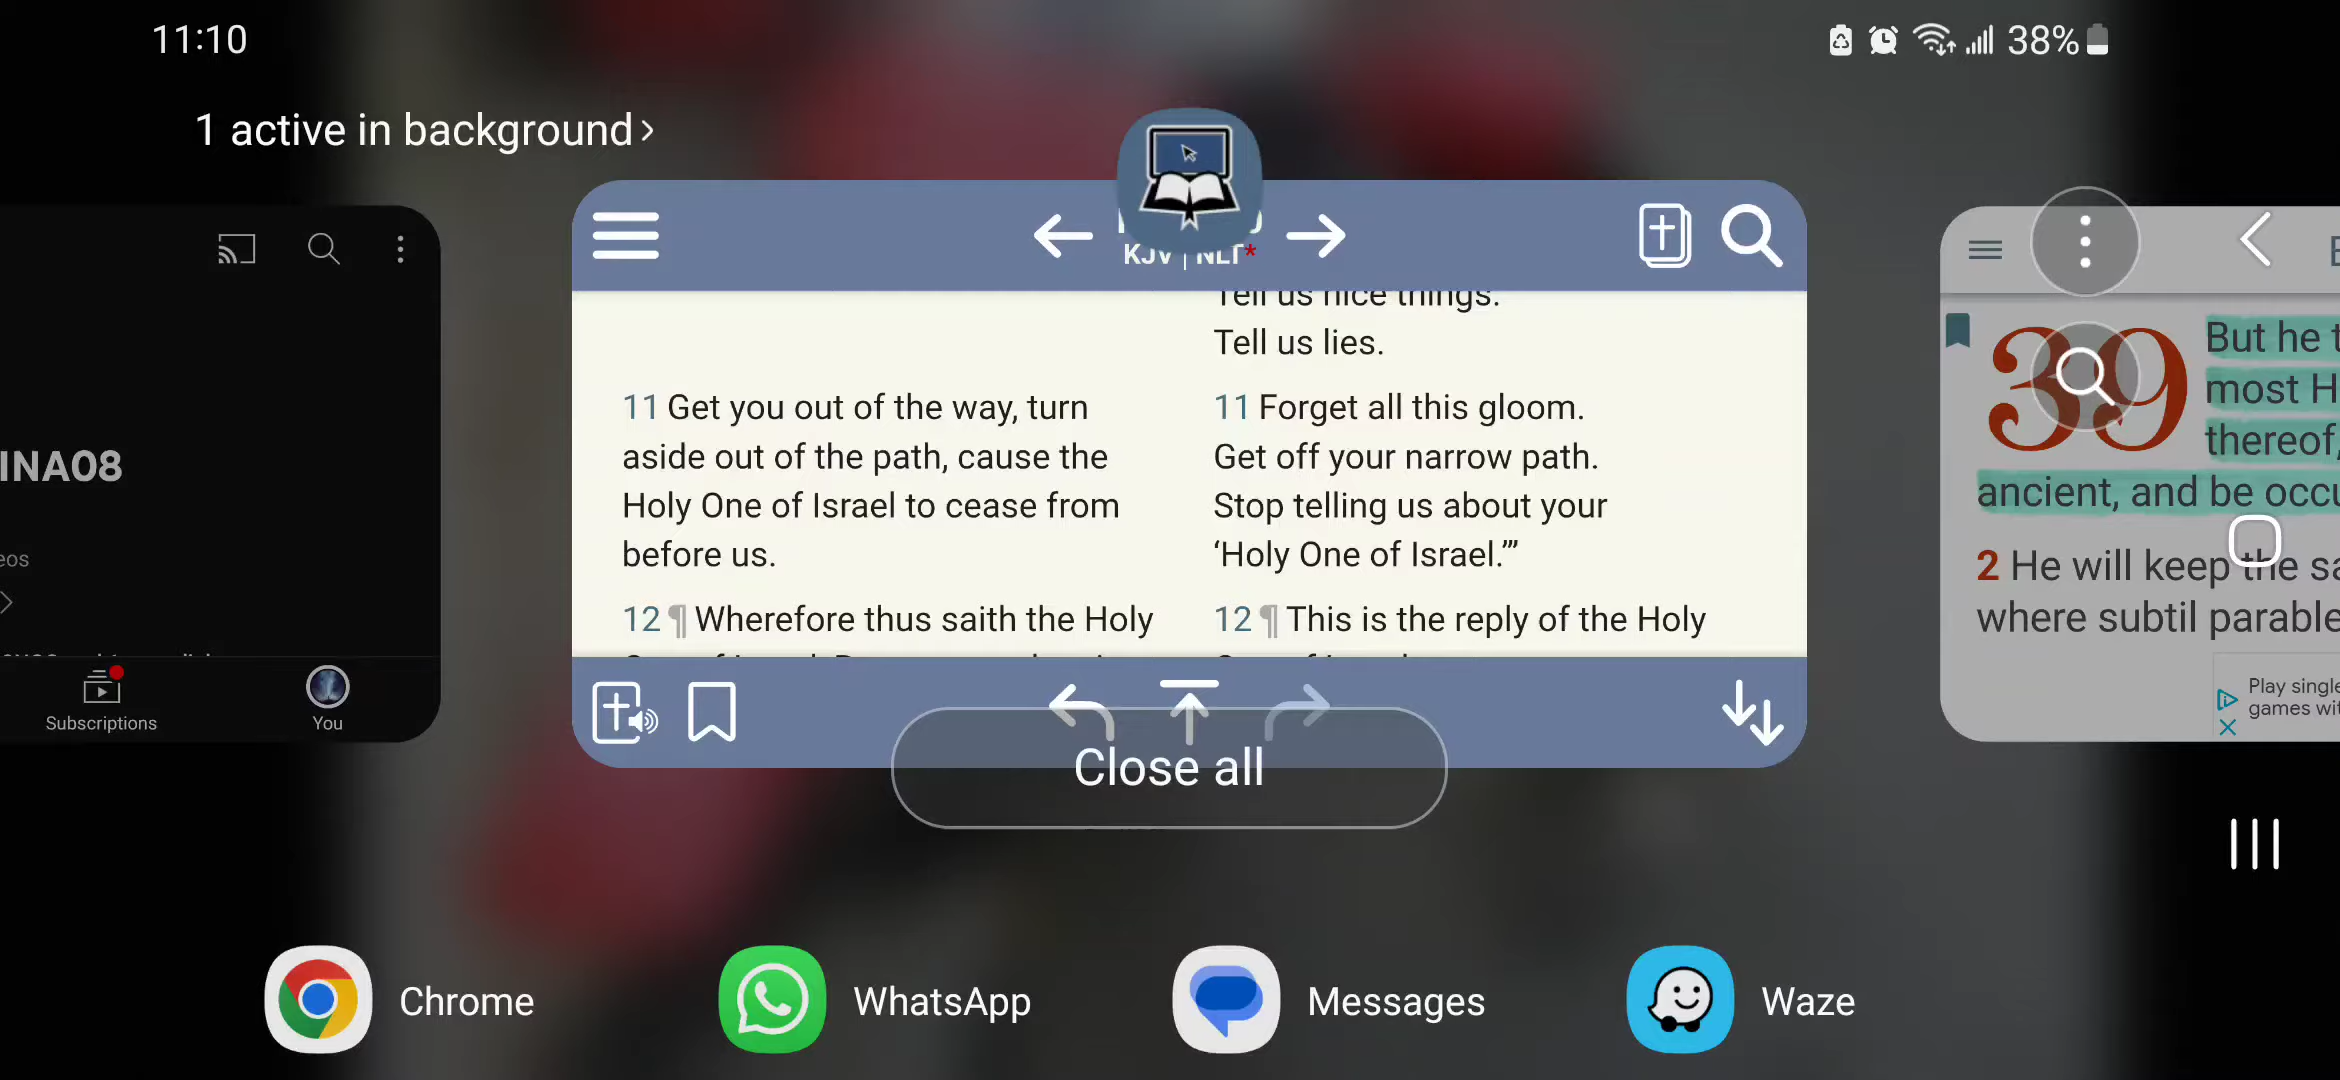 11:10
38%
1 active in background
KJV | NLT*
Tell us nice things.
Tell us lies.
11 Get you out of the way, turn
aside out of the path, cause the
Holy One of Israel to cease from
before us.
12 ¶ Wherefore thus saith the Holy
11 Forget all this gloom.
Get off your narrow path.
Stop telling us about your
‘Holy One of Israel.’”
12 ¶ This is the reply of the Holy
INA08
eos
Subscriptions
You
39
But he t
most H
thereof,
ancient, and be occu
2 He will keep the sa
where subtil parable
Play single
games wit
Close all
Chrome
WhatsApp
Messages
Waze